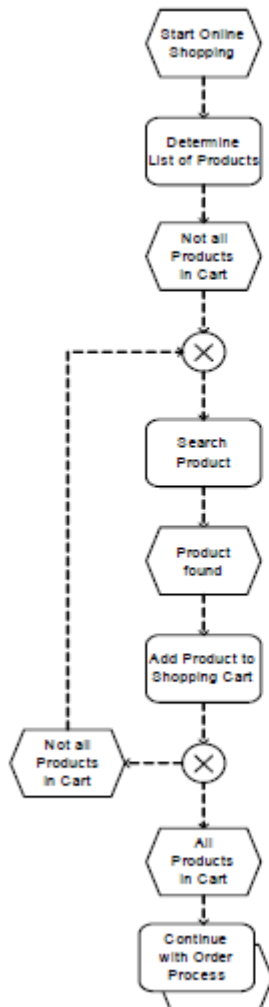 Start Online
Shopping
Determine
List of Products
Not all
Products
in Cart
Search
Product
Product
found
Add Product to
Shopping Cart
Not all
Products
in Cart
All
Products
in Cart
Continue
with Order
Process